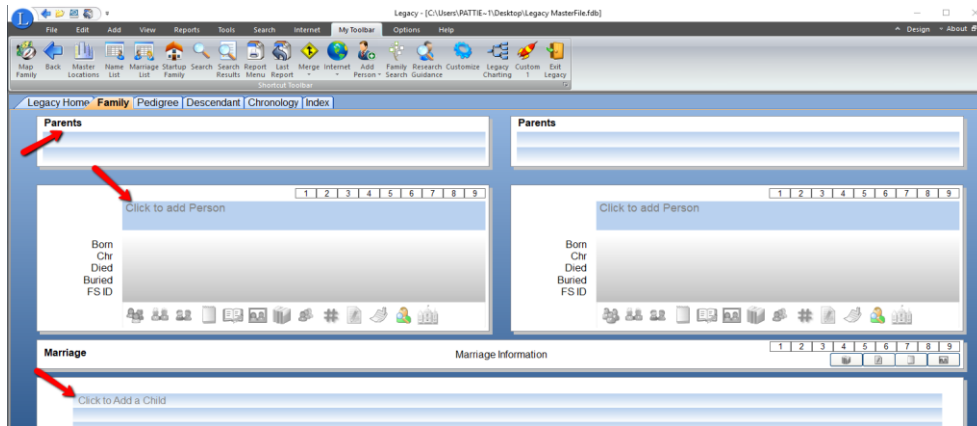 L
Legacy - [C:\Users\PATTIE~1\Desktop\Legacy MasterFile.fdb]
File Edit Add View Reports Tools Search Internet My Toolbar Options Help Design About
Map Family Back Master Locations Name List Marriage List Startup Family Search Search Results Report Menu Last Report Merge Internet Add Person Family Search Research Guidance Customize Legacy Charting Custom 1 Exit Legacy
Shortcut Toolbar
Legacy Home Family Pedigree Descendant Chronology Index
Parents Parents
1 2 3 4 5 6 7 8 9 1 2 3 4 5 6 7 8 9
Click to add Person Click to add Person
Born Born
Chr Chr
Died Died
Buried Buried
FS ID FS ID
Marriage Marriage Information 1 2 3 4 5 6 7 8 9
Click to Add a Child